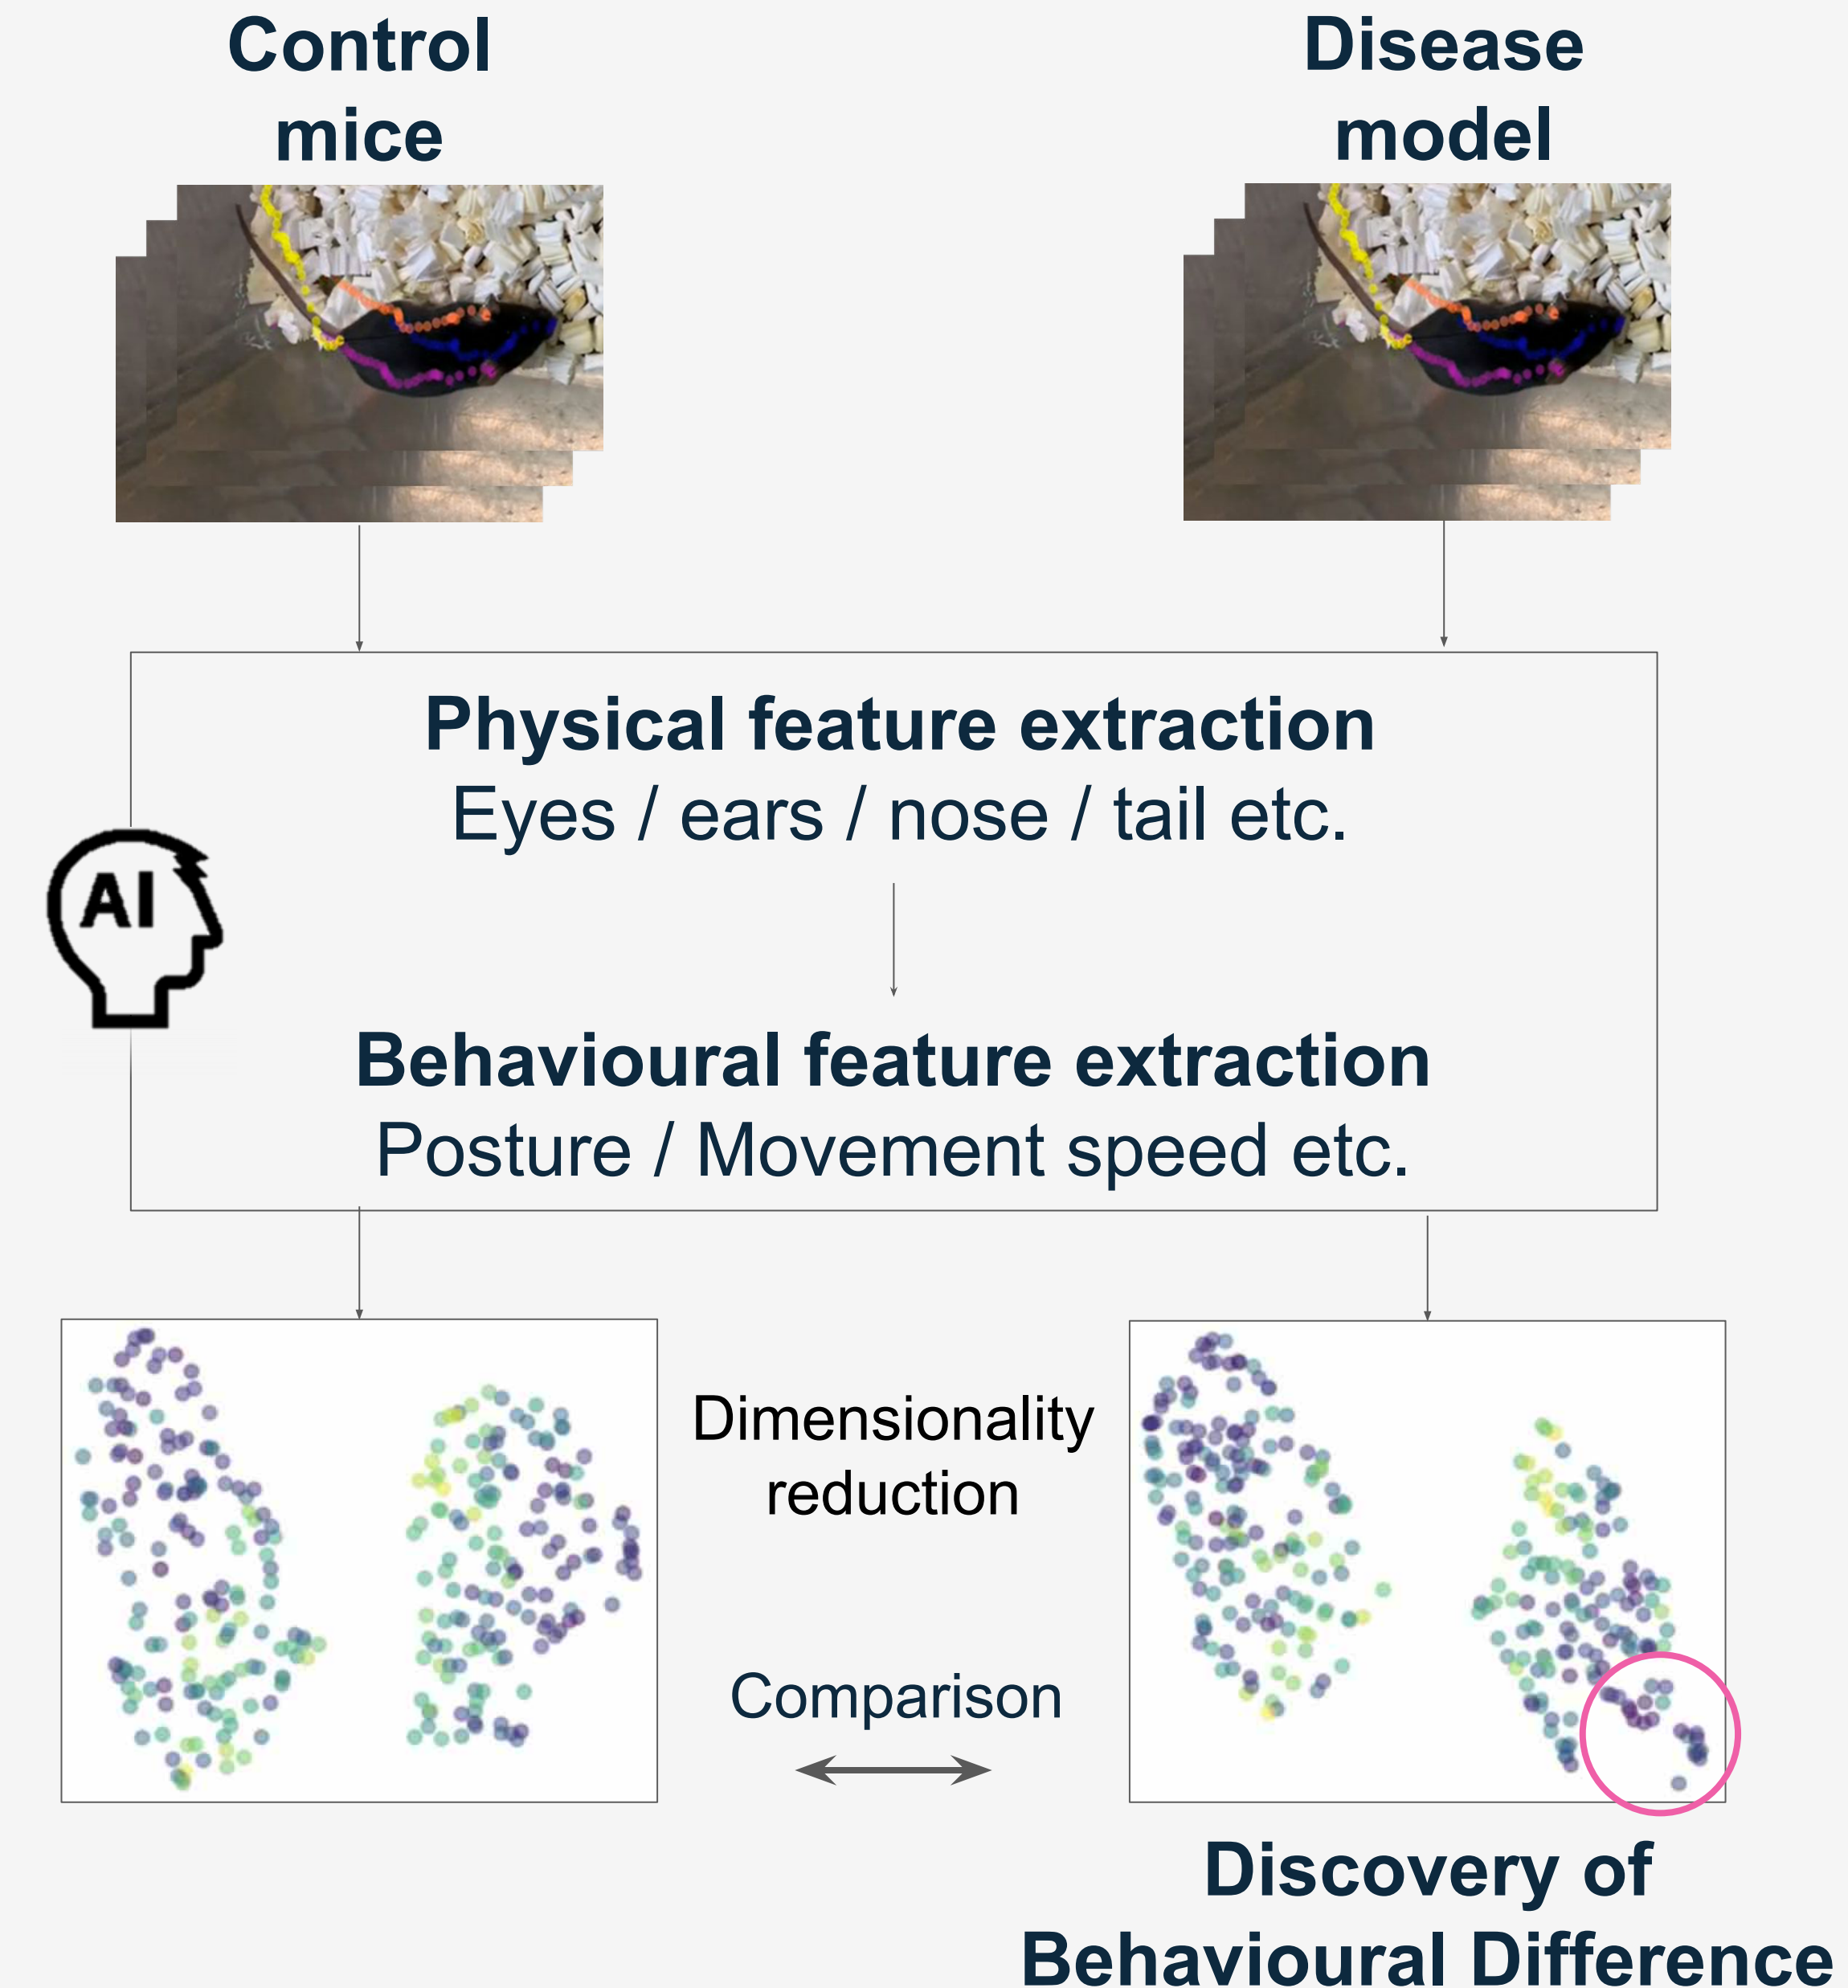 Control
mice
Disease
model
Physical feature extraction
Eyes / ears / nose / tail etc.
AI
Behavioural feature extraction
Posture / Movement speed etc.
Dimensionality
reduction
Comparison
Discovery of
Behavioural Difference